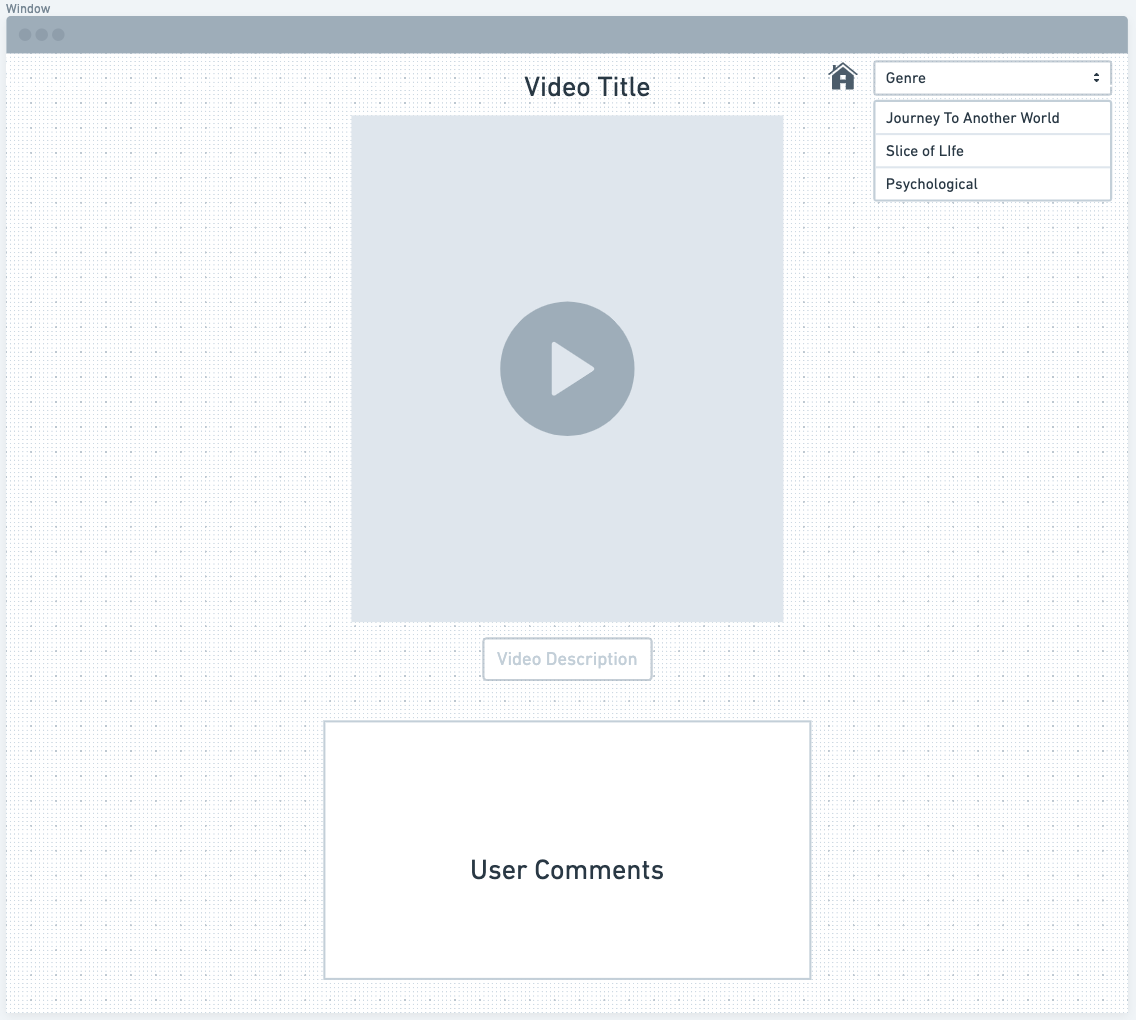 Window
Video Title
Genre
Journey To Another World
Slice of LIfe
Psychological
Video Description
User Comments